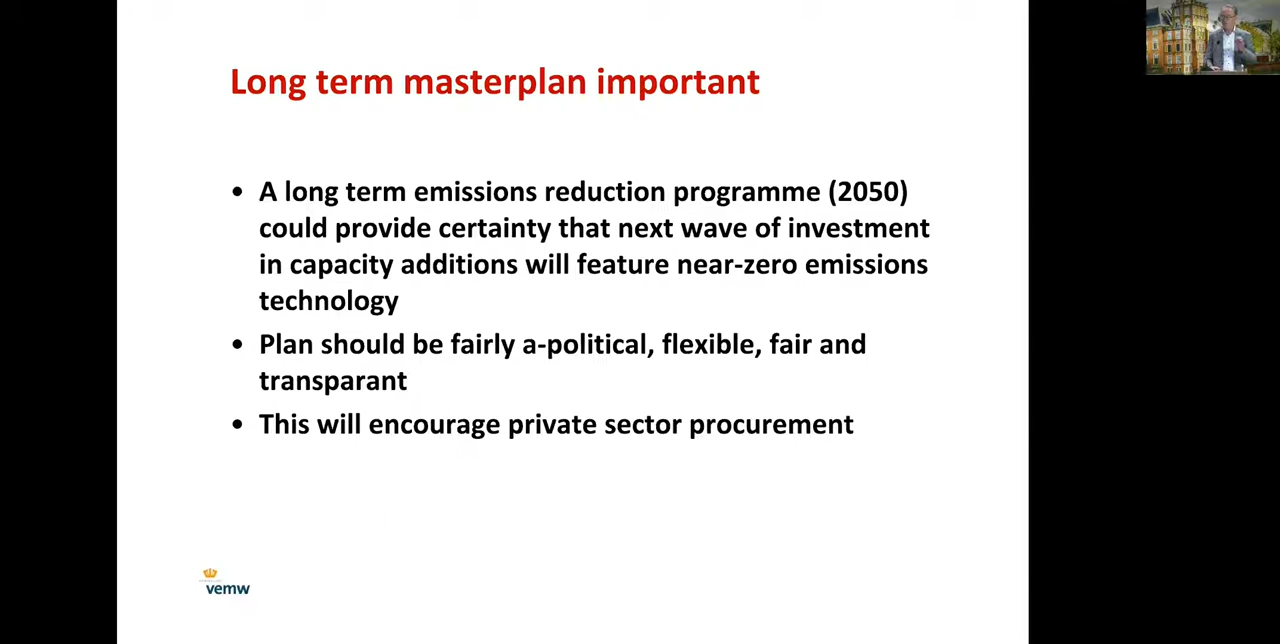 Long term masterplan important
• A long term emissions reduction programme (2050)
could provide certainty that next wave of investment
in capacity additions will feature near-zero emissions
technology
• Plan should be fairly a-political, flexible, fair and
transparant
• This will encourage private sector procurement
vemw